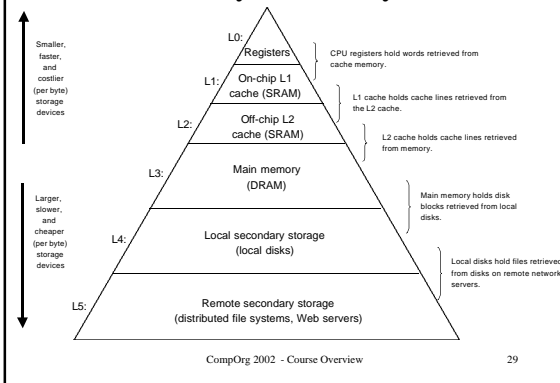 L0:
Registers
CPU registers hold words retrieved from
cache memory.
Smaller,
faster,
and
costlier
(per byte)
storage
devices
L1:
On-chip L1
cache (SRAM)
L1 cache holds cache lines retrieved from
the L2 cache.
L2:
Off-chip L2
cache (SRAM)
L2 cache holds cache lines retrieved
from memory.
L3:
Main memory
(DRAM)
Main memory holds disk
blocks retrieved from local
disks.
Larger,
slower,
and
cheaper
(per byte)
storage
devices
L4:
Local secondary storage
(local disks)
Local disks hold files retrieved
from disks on remote network
servers.
L5:
Remote secondary storage
(distributed file systems, Web servers)
CompOrg 2002 - Course Overview
29